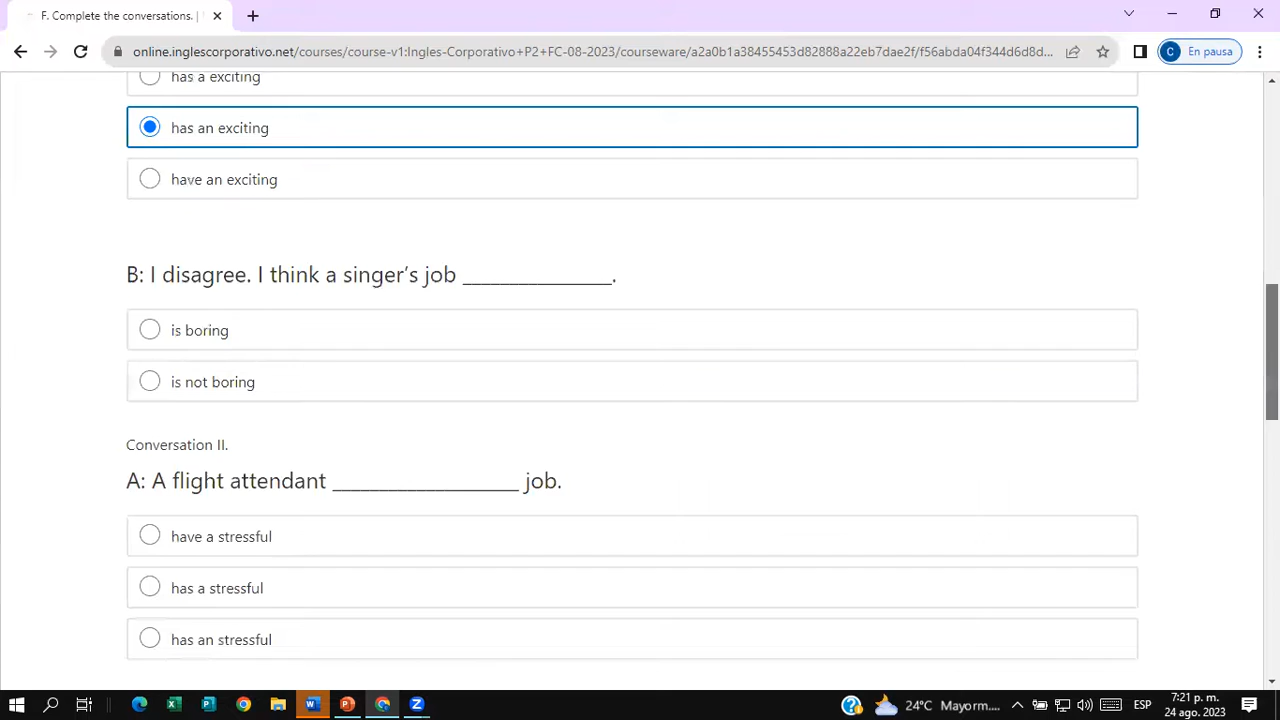 F. Complete the conversations. |
online.inglescorporativo.net/courses/course-v1:Ingles-Corporativo+P2+FC-08-2023/courseware/a2a0b1a38455453d82888a22eb7dae2f/f56abda04f344d6d8d...
En pausa
has a exciting
has an exciting
have an exciting
B: I disagree. I think a singer's job _______________.
is boring
is not boring
Conversation II.
A: A flight attendant ___________________ job.
have a stressful
has a stressful
has an stressful
24°C Mayorm....
ESP
7:21 p. m.
24 ago. 2023